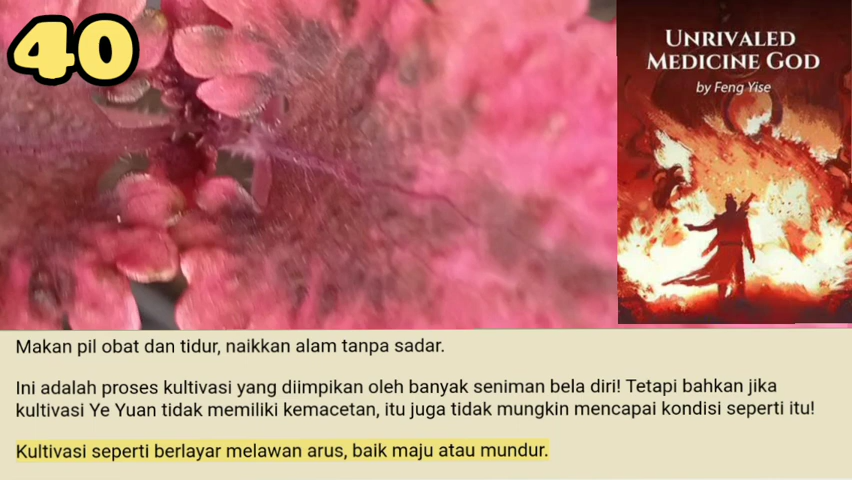 40
UNRIVALED
MEDICINE GOD
by Feng Yise
Makan pil obat dan tidur, naikkan alam tanpa sadar.
Ini adalah proses kultivasi yang diimpikan oleh banyak seniman bela diri! Tetapi bahkan jika
kultivasi Ye Yuan tidak memiliki kemacetan, itu juga tidak mungkin mencapai kondisi seperti itu!
Kultivasi seperti berlayar melawan arus, baik maju atau mundur.